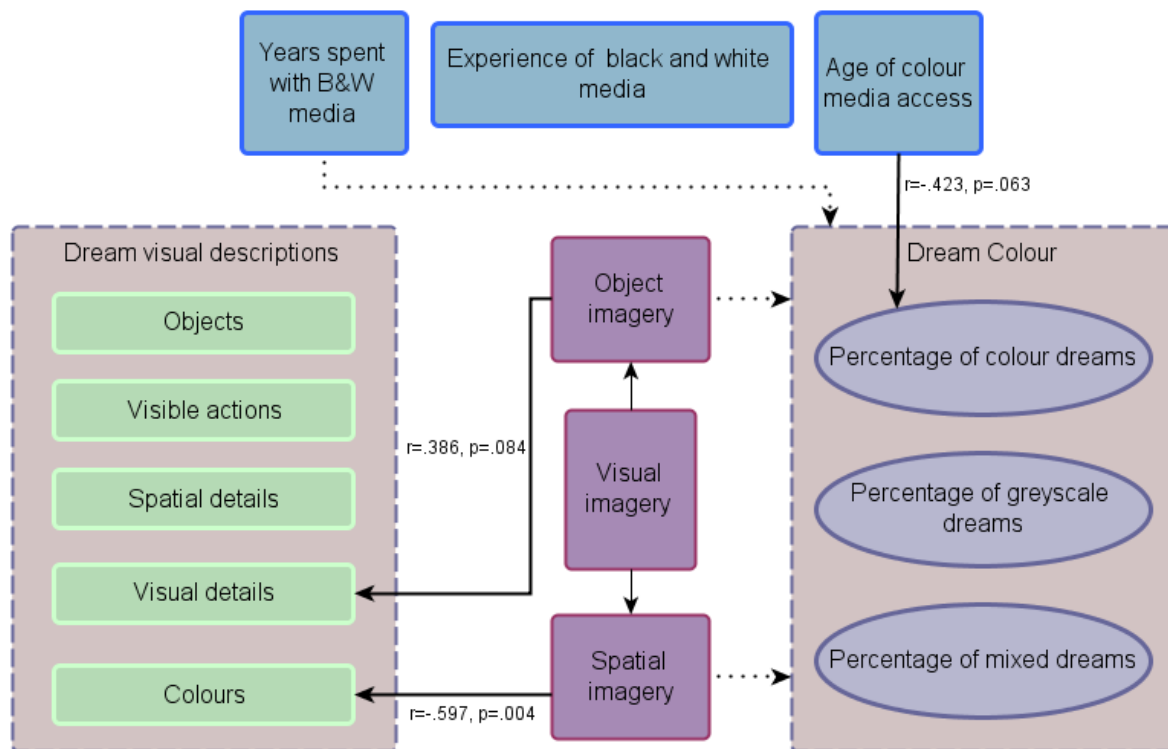 Years spent
with B&W
media
Experience of black and white
media
Age of colour
media access
r=-.423, p=.063
Dream visual descriptions
Objects
Visible actions
Spatial details
Visual details
Colours
r=.386, p=.084
r=-.597, p=.004
Object
imagery
Visual
imagery
Spatial
imagery
Dream Colour
Percentage of colour dreams
Percentage of greyscale
dreams
Percentage of mixed dreams